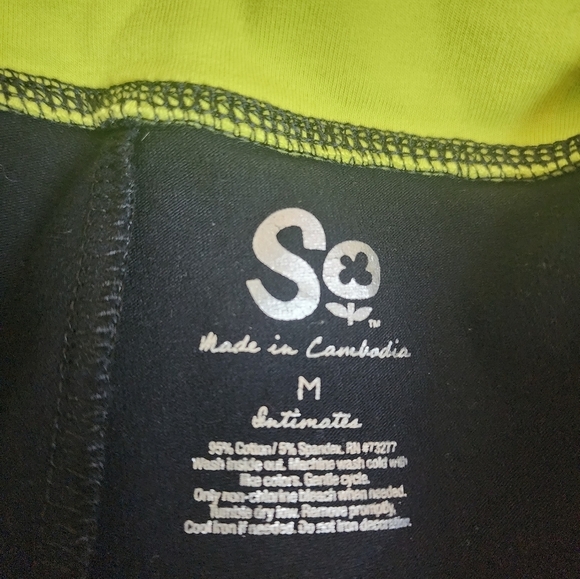 So™
Made in Cambodia
M
Intimates
95% Cotton/5% Spandex. RN #73277
Wash inside out. Machine wash cold with
like colors. Gentle cycle.
Only non-chlorine bleach when needed.
Tumble dry low. Remove promptly.
Cool iron if needed. Do not iron decoration.